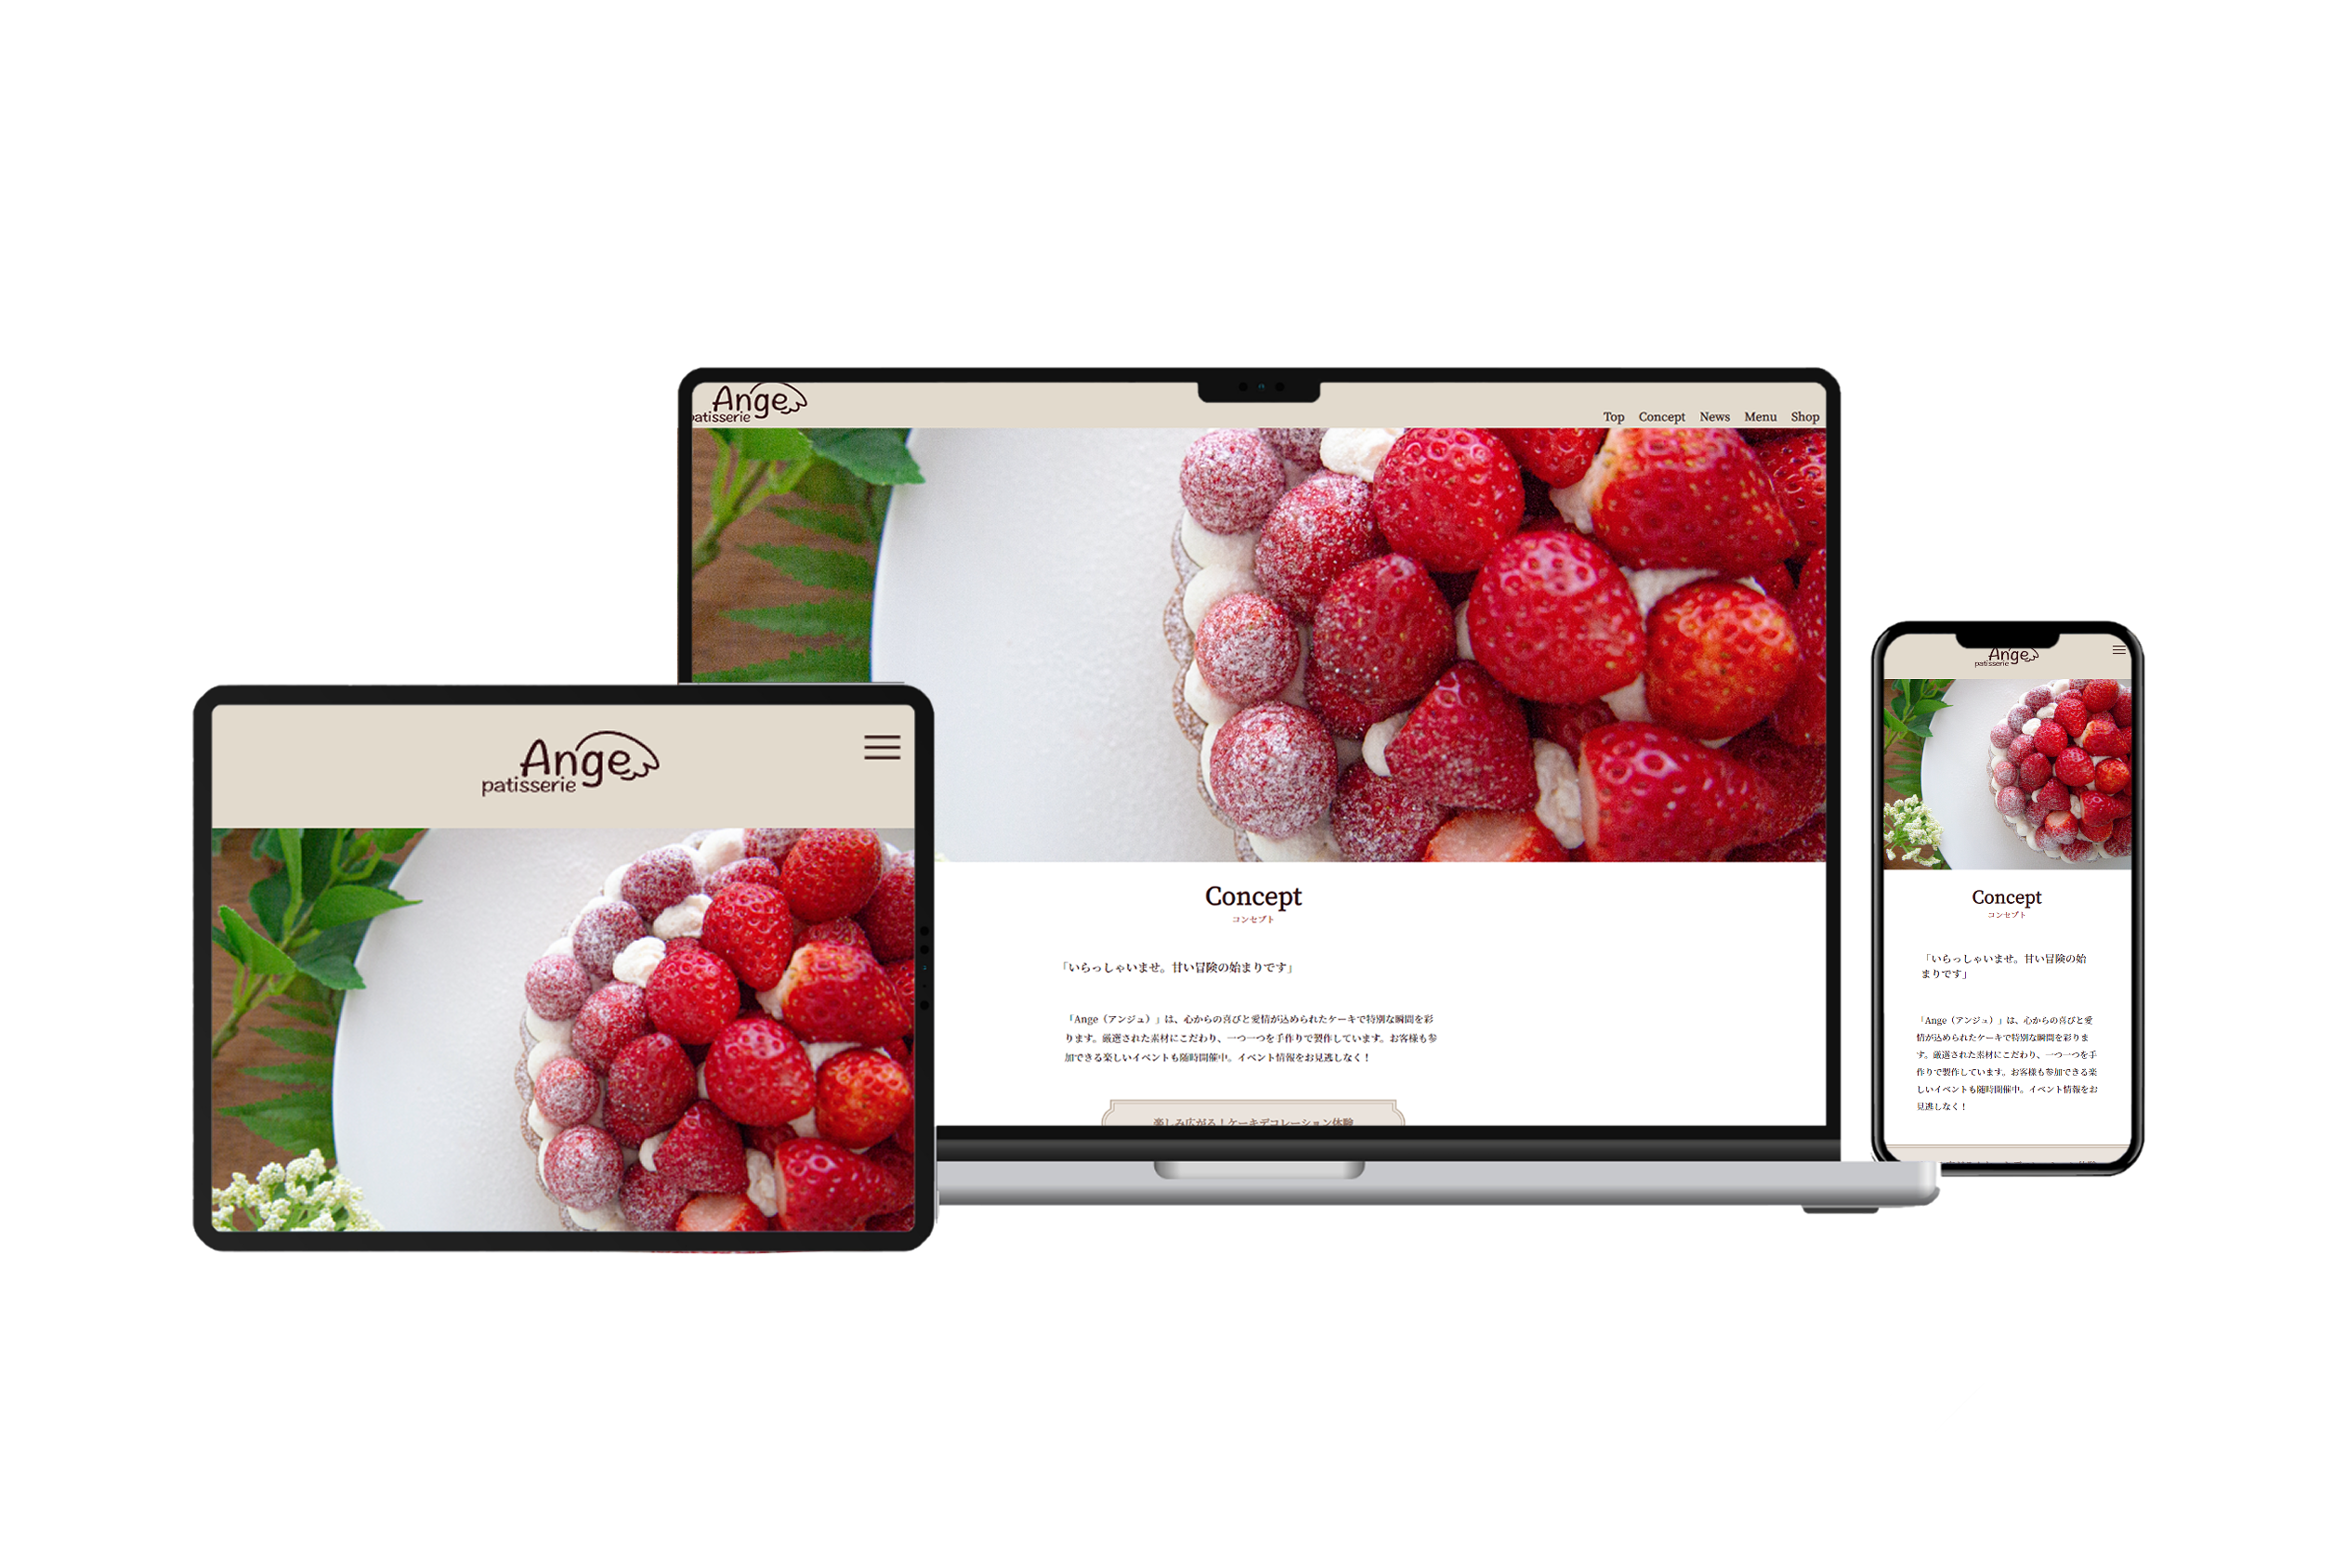 Ange
patisserie
Top Concept News Menu Shop
Concept
コンセプト
「いらっしゃいませ。甘い冒険の始まりです」
「Ange（アンジュ）」は、心からの喜びと愛情が込められたケーキで特別な瞬間を彩
ります。厳選された素材にこだわり、一つ一つを手作りで製作しています。お客様も参
加できる楽しいイベントも随時開催中。イベント情報をお見逃しなく！
楽しみ広がる！ケーキデコレーション体験
Ange
patisserie
Ange
patisserie
Concept
コンセプト
「いらっしゃいませ。甘い冒険の始
まりです」
「Ange（アンジュ）」は、心からの喜びと愛
情が込められたケーキで特別な瞬間を彩りま
す。厳選された素材にこだわり、一つ一つを手
作りで製作しています。お客様も参加できる楽
しいイベントも随時開催中。イベント情報をお
見逃しなく！